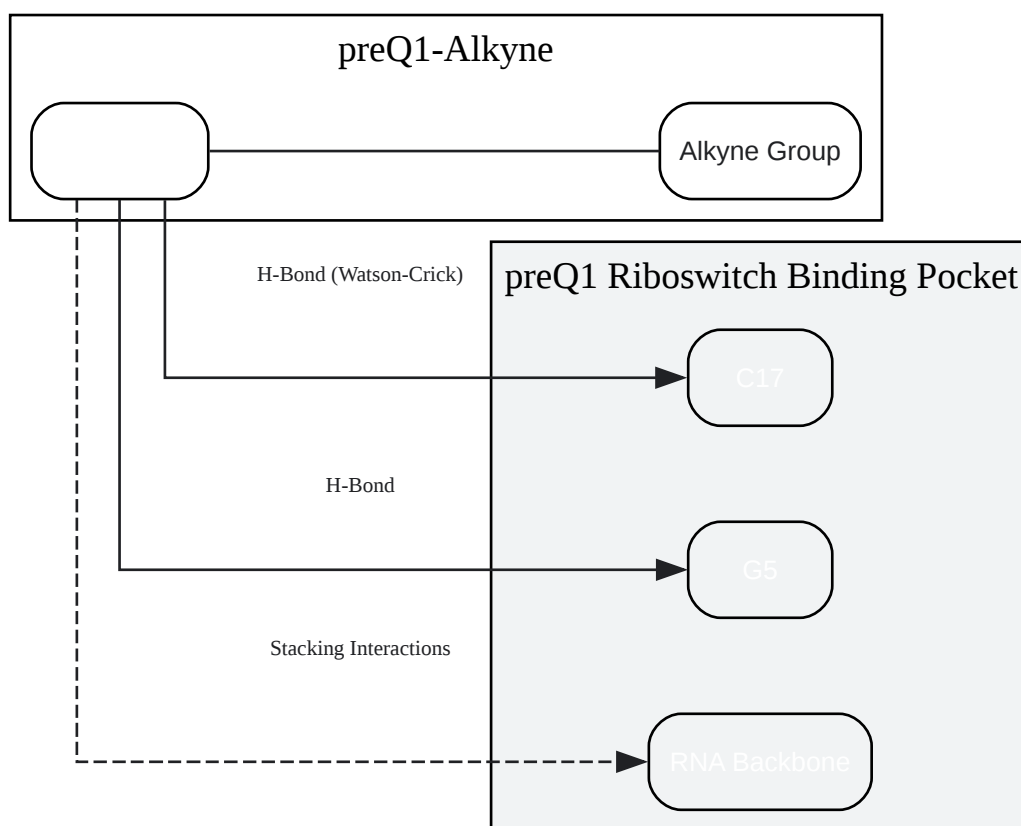 preQ1-Alkyne
Alkyne Group
H-Bond (Watson-Crick)
preQ1 Riboswitch Binding Pocket
C17
H-Bond
G5
Stacking Interactions
RNA Backbone